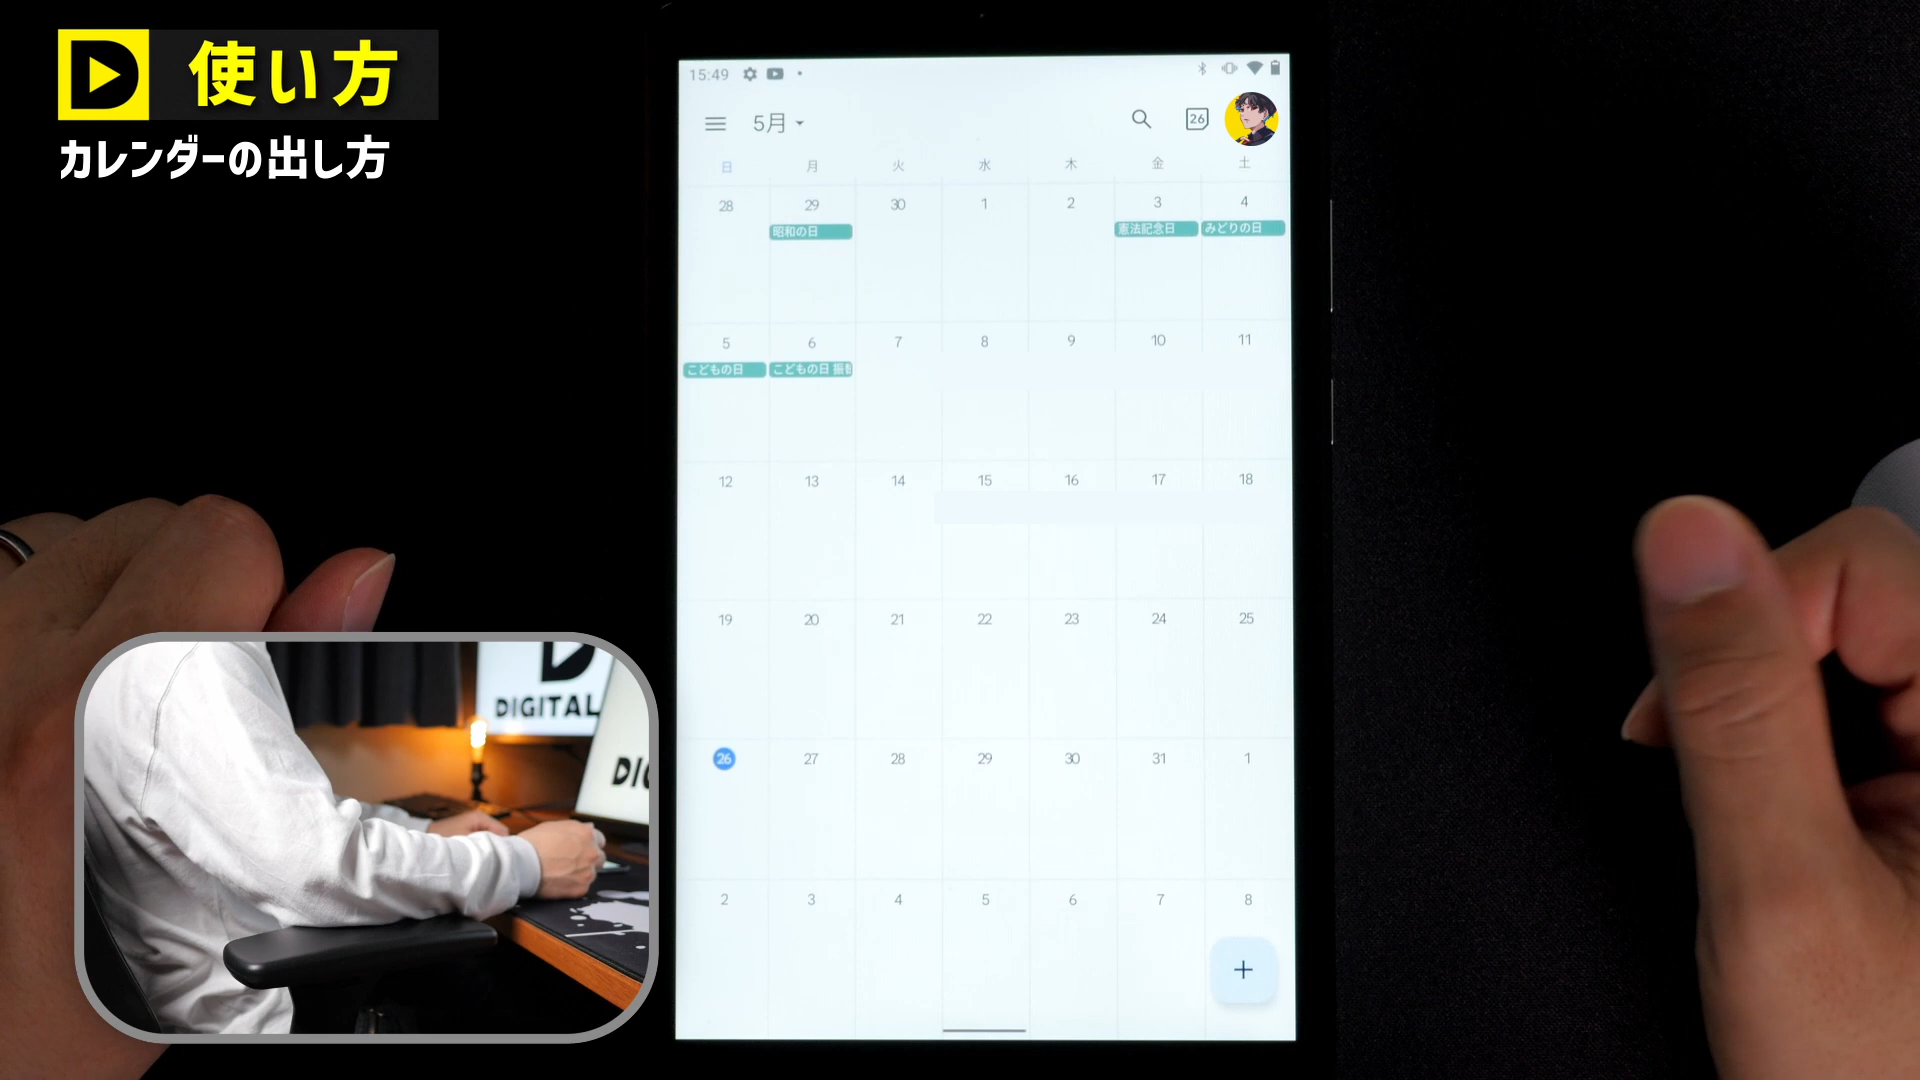 使い方
カレンダーの出し方
15:49
5月
26
日 月 火 水 木 金 土
28 29 30 1 2 3 4
昭和の日 憲法記念日 みどりの日
5 6 7 8 9 10 11
こどもの日 こどもの日 振
12 13 14 15 16 17 18
19 20 21 22 23 24 25
26 27 28 29 30 31 1
2 3 4 5 6 7 8
+
DIGITAL
DI